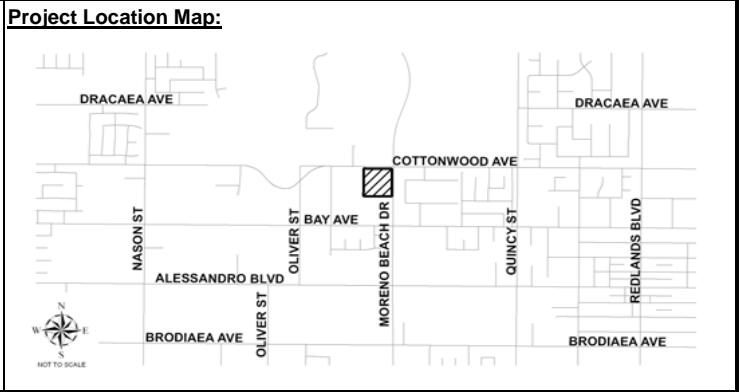 Project Location Map:
DRACAEA AVE
DRACAEA AVE
COTTONWOOD AVE
NASON ST
OLIVER ST
BAY AVE
MORENO BEACH DR
QUINCY ST
REDLANDS BLVD
ALESSANDRO BLVD
OLIVER ST
BRODIAEA AVE
BRODIAEA AVE
N
W
E
S
NOT TO SCALE